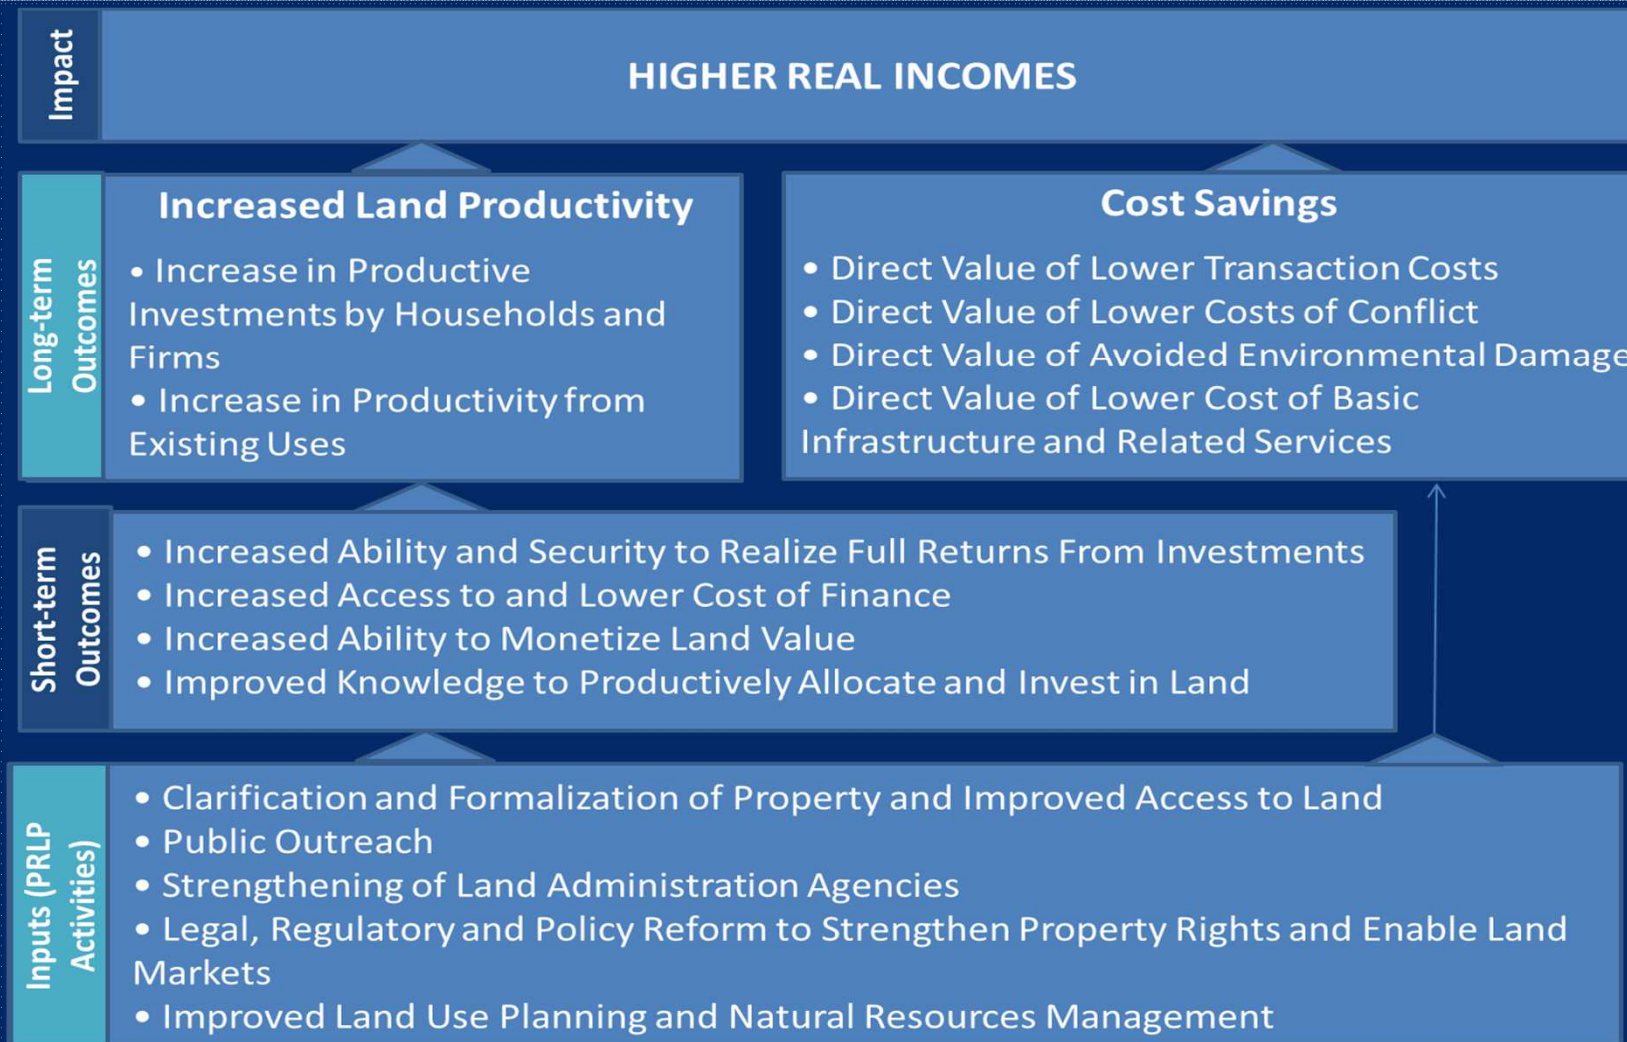 Impact
HIGHER REAL INCOMES
Long-term
Outcomes
Increased Land Productivity
• Increase in Productive
Investments by Households and
Firms
• Increase in Productivity from
Existing Uses
Cost Savings
• Direct Value of Lower Transaction Costs
• Direct Value of Lower Costs of Conflict
• Direct Value of Avoided Environmental Damage
• Direct Value of Lower Cost of Basic
Infrastructure and Related Services
Short-term
Outcomes
• Increased Ability and Security to Realize Full Returns From Investments
• Increased Access to and Lower Cost of Finance
• Increased Ability to Monetize Land Value
• Improved Knowledge to Productively Allocate and Invest in Land
Inputs (PRLP
Activities)
• Clarification and Formalization of Property and Improved Access to Land
• Public Outreach
• Strengthening of Land Administration Agencies
• Legal, Regulatory and Policy Reform to Strengthen Property Rights and Enable Land
Markets
• Improved Land Use Planning and Natural Resources Management